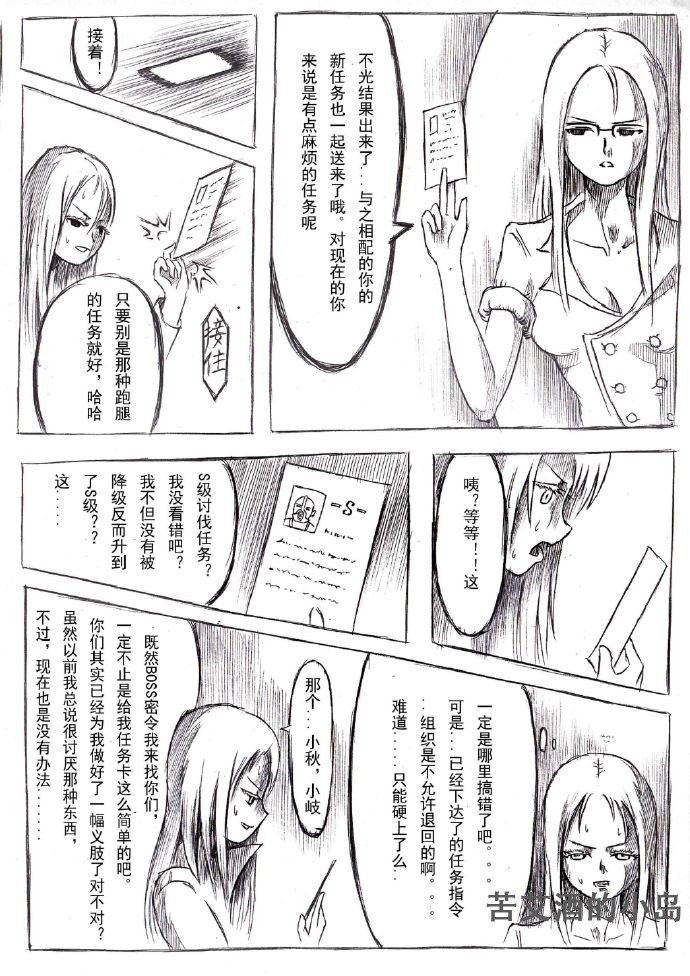 不光结果出来了...与之相配的你的
新任务也一起送来了哦。对现在的你
来说是有点麻烦的任务呢
接着！
接住
只要别是那种跑腿
的任务就好，哈哈
咦？等等！！这
S级讨伐任务？
我没看错吧？
我不但没有被
降级反而升到
了S级？？
这.....
-S-
一定是哪里搞错了吧...
可是...已经下达了的任务指令
....组织是不允许退回的啊...
难道....只能硬上了么...
那个...小秋，小岐
既然BOSS密令我来找你们，
一定不止是给我任务卡这么简单的吧。
你们其实已经为我做好了一幅义肢了对不对？
虽然以前我总说很讨厌那种东西，
不过，现在也是没有办法........
苦艾酒的小岛